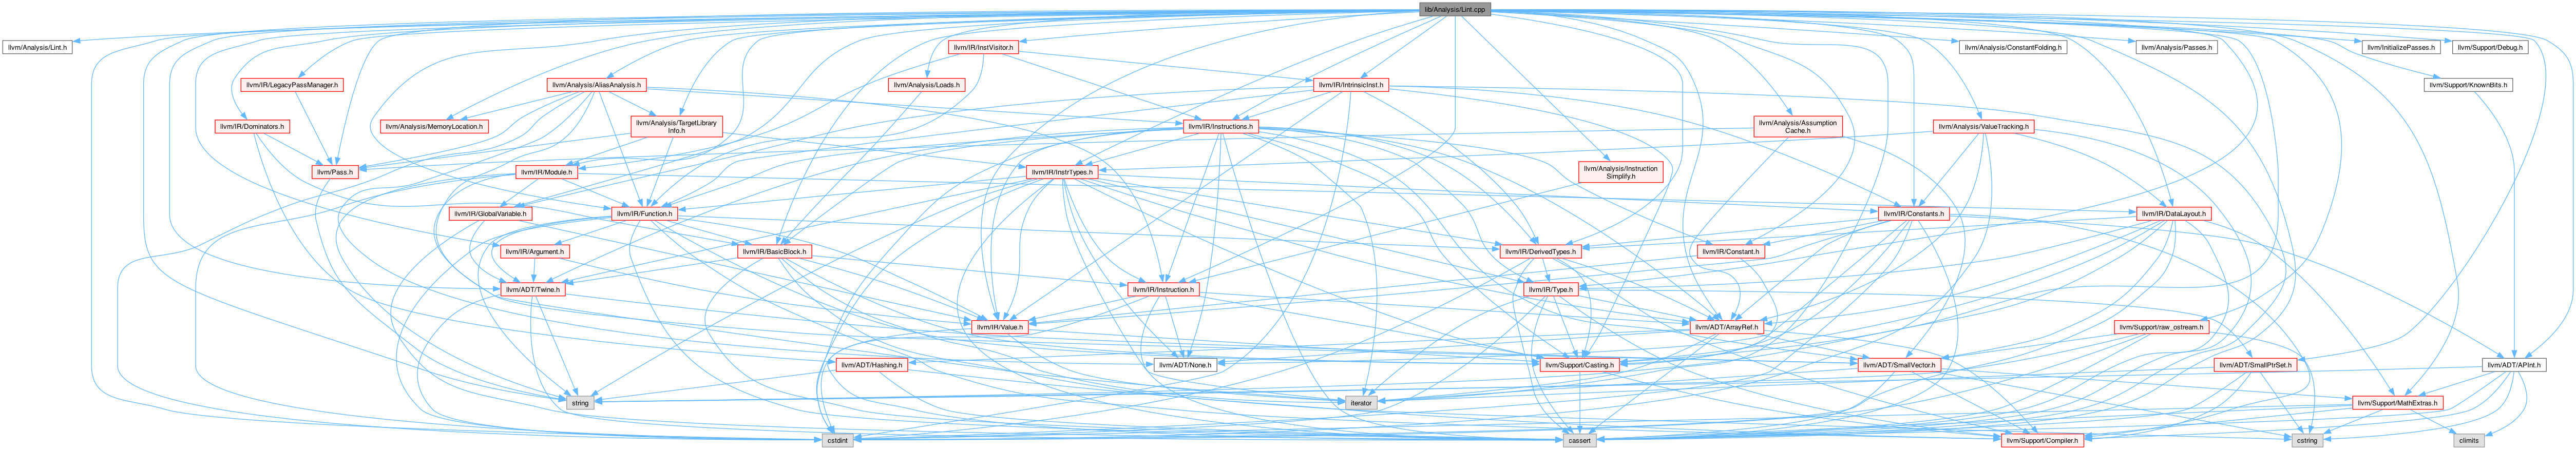 lib/Analysis/Lint.cpp
llvm/Analysis/Lint.h
llvm/IR/InstVisitor.h
llvm/Analysis/ConstantFolding.h
llvm/Analysis/Passes.h
llvm/InitializePasses.h
llvm/Support/Debug.h
llvm/IR/LegacyPassManager.h
llvm/Analysis/AliasAnalysis.h
llvm/Analysis/Loads.h
llvm/IR/IntrinsicInst.h
llvm/Support/KnownBits.h
llvm/IR/Dominators.h
llvm/Analysis/MemoryLocation.h
llvm/Analysis/TargetLibrary
Info.h
llvm/IR/Instructions.h
llvm/Analysis/Assumption
Cache.h
llvm/Analysis/ValueTracking.h
llvm/Pass.h
llvm/IR/Module.h
llvm/IR/InstrTypes.h
llvm/Analysis/Instruction
Simplify.h
llvm/IR/GlobalVariable.h
llvm/IR/Function.h
llvm/IR/Constants.h
llvm/IR/DataLayout.h
llvm/IR/Argument.h
llvm/IR/BasicBlock.h
llvm/IR/DerivedTypes.h
llvm/IR/Constant.h
llvm/ADT/Twine.h
llvm/IR/Instruction.h
llvm/IR/Type.h
llvm/IR/Value.h
llvm/ADT/ArrayRef.h
llvm/Support/raw_ostream.h
llvm/ADT/Hashing.h
llvm/ADT/None.h
llvm/Support/Casting.h
llvm/ADT/SmallVector.h
llvm/ADT/SmallPtrSet.h
llvm/ADT/APInt.h
string
iterator
llvm/Support/MathExtras.h
cstdint
cassert
llvm/Support/Compiler.h
cstring
climits